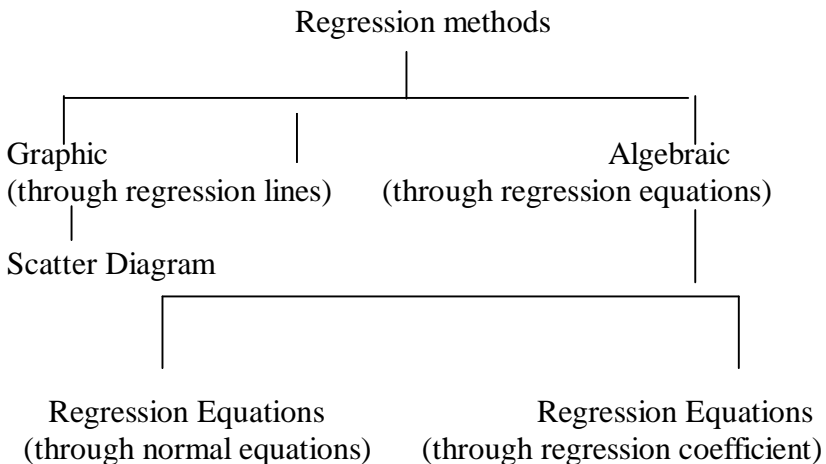 Regression methods
Graphic
(through regression lines)
Algebraic
(through regression equations)
Scatter Diagram
Regression Equations
(through normal equations)
Regression Equations
(through regression coefficient)